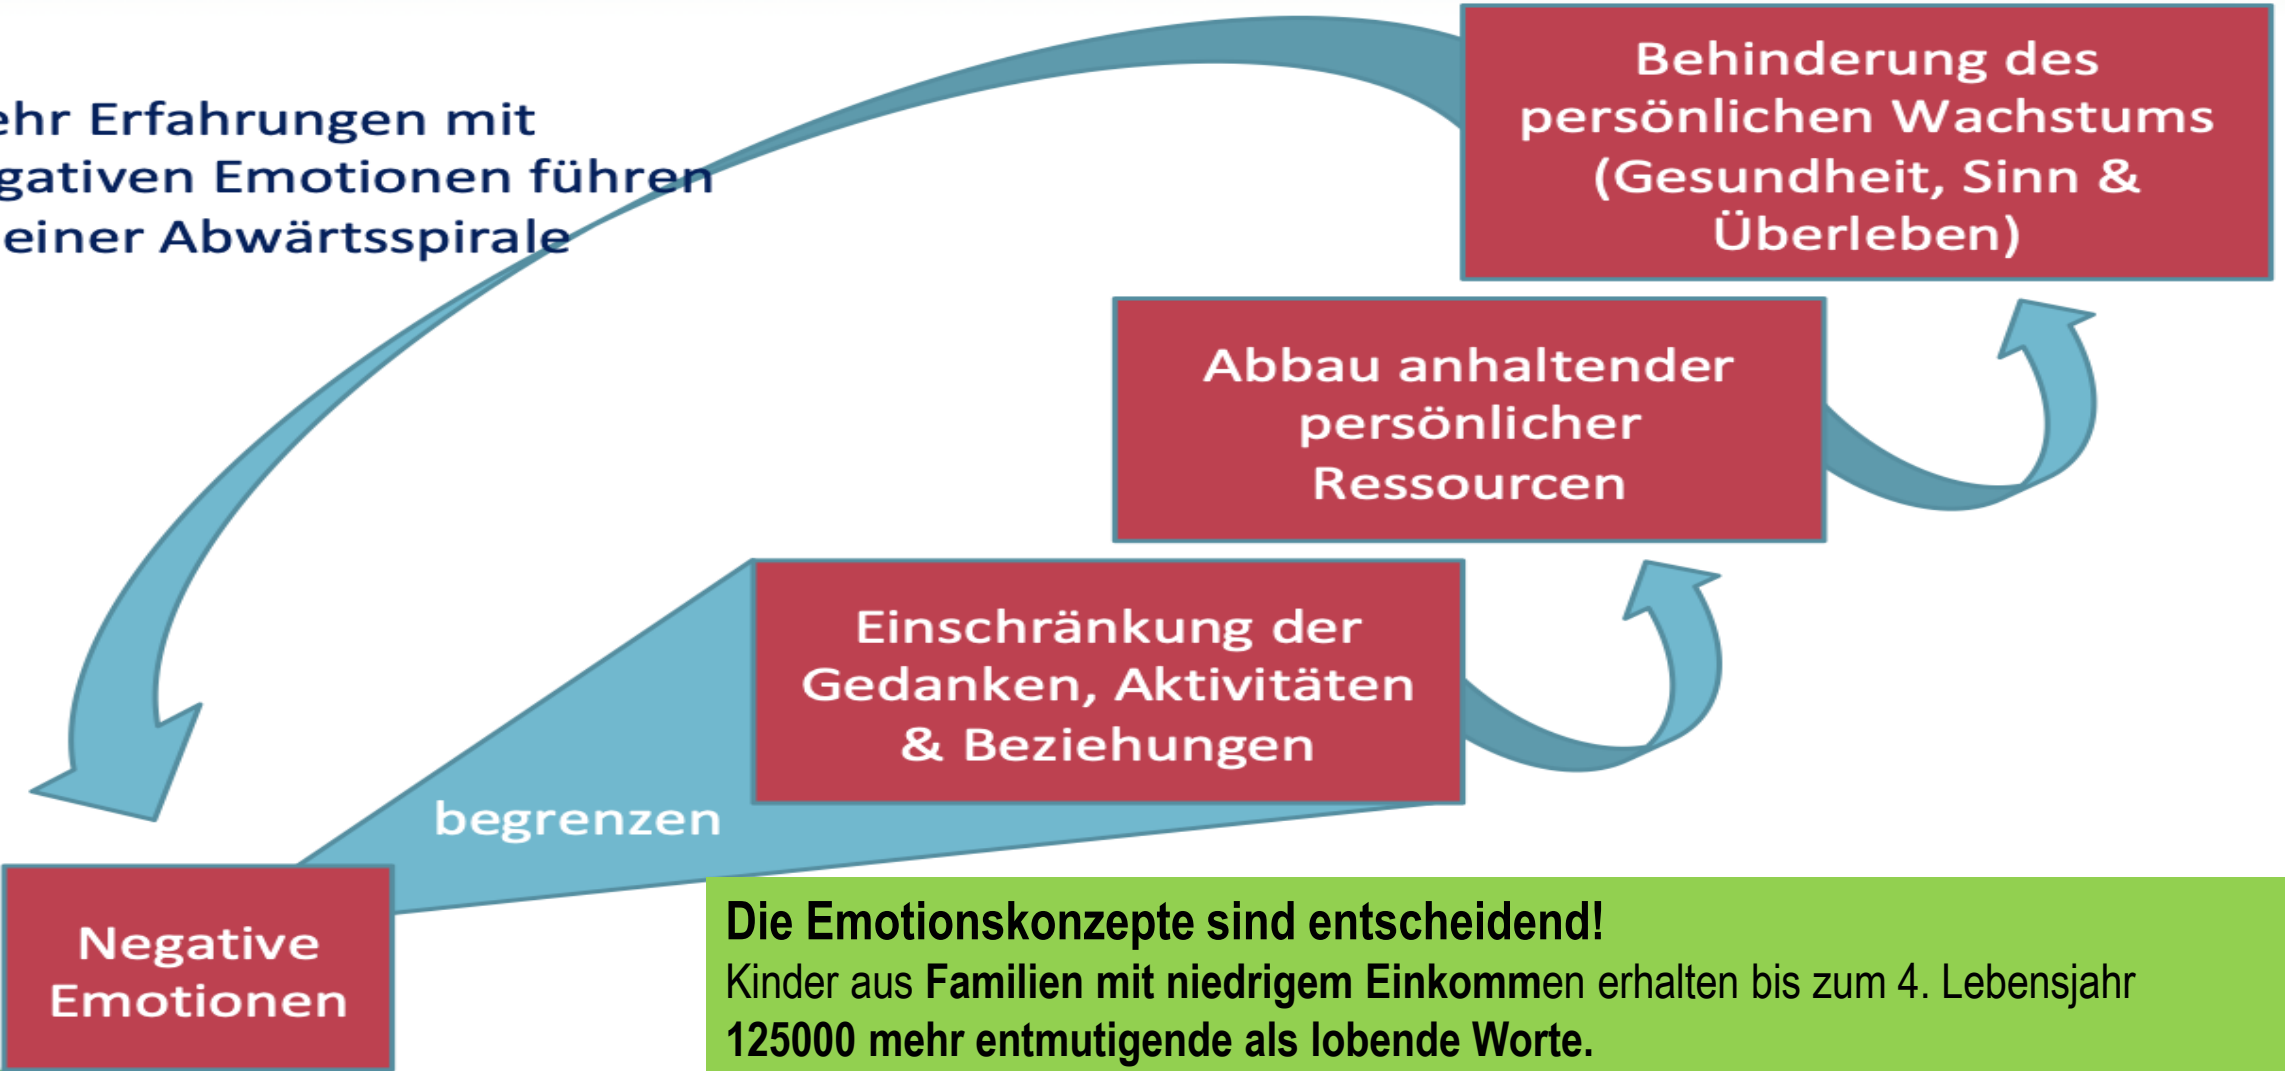 ehr Erfahrungen mit
gativen Emotionen führen
einer Abwärtsspirale
Behinderung des
persönlichen Wachstums
(Gesundheit, Sinn &
Überleben)
Abbau anhaltender
persönlicher
Ressourcen
Einschränkung der
Gedanken, Aktivitäten
& Beziehungen
begrenzen
Negative
Emotionen
Die Emotionskonzepte sind entscheidend!
Kinder aus Familien mit niedrigem Einkommen erhalten bis zum 4. Lebensjahr
125000 mehr entmutigende als lobende Worte.